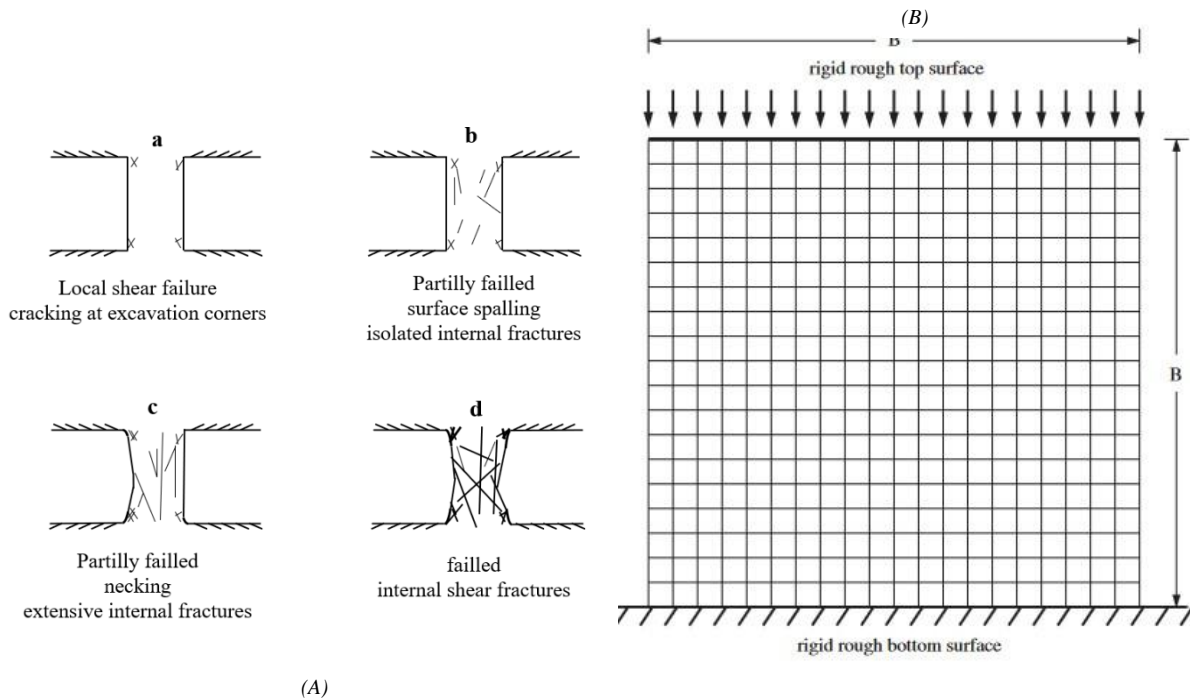 (B)
B
rigid rough top surface
a
b
Local shear failure
cracking at excavation corners
Partilly failled
surface spalling
isolated internal fractures
c
d
Partilly failled
necking
extensive internal fractures
failled
internal shear fractures
B
rigid rough bottom surface
(A)